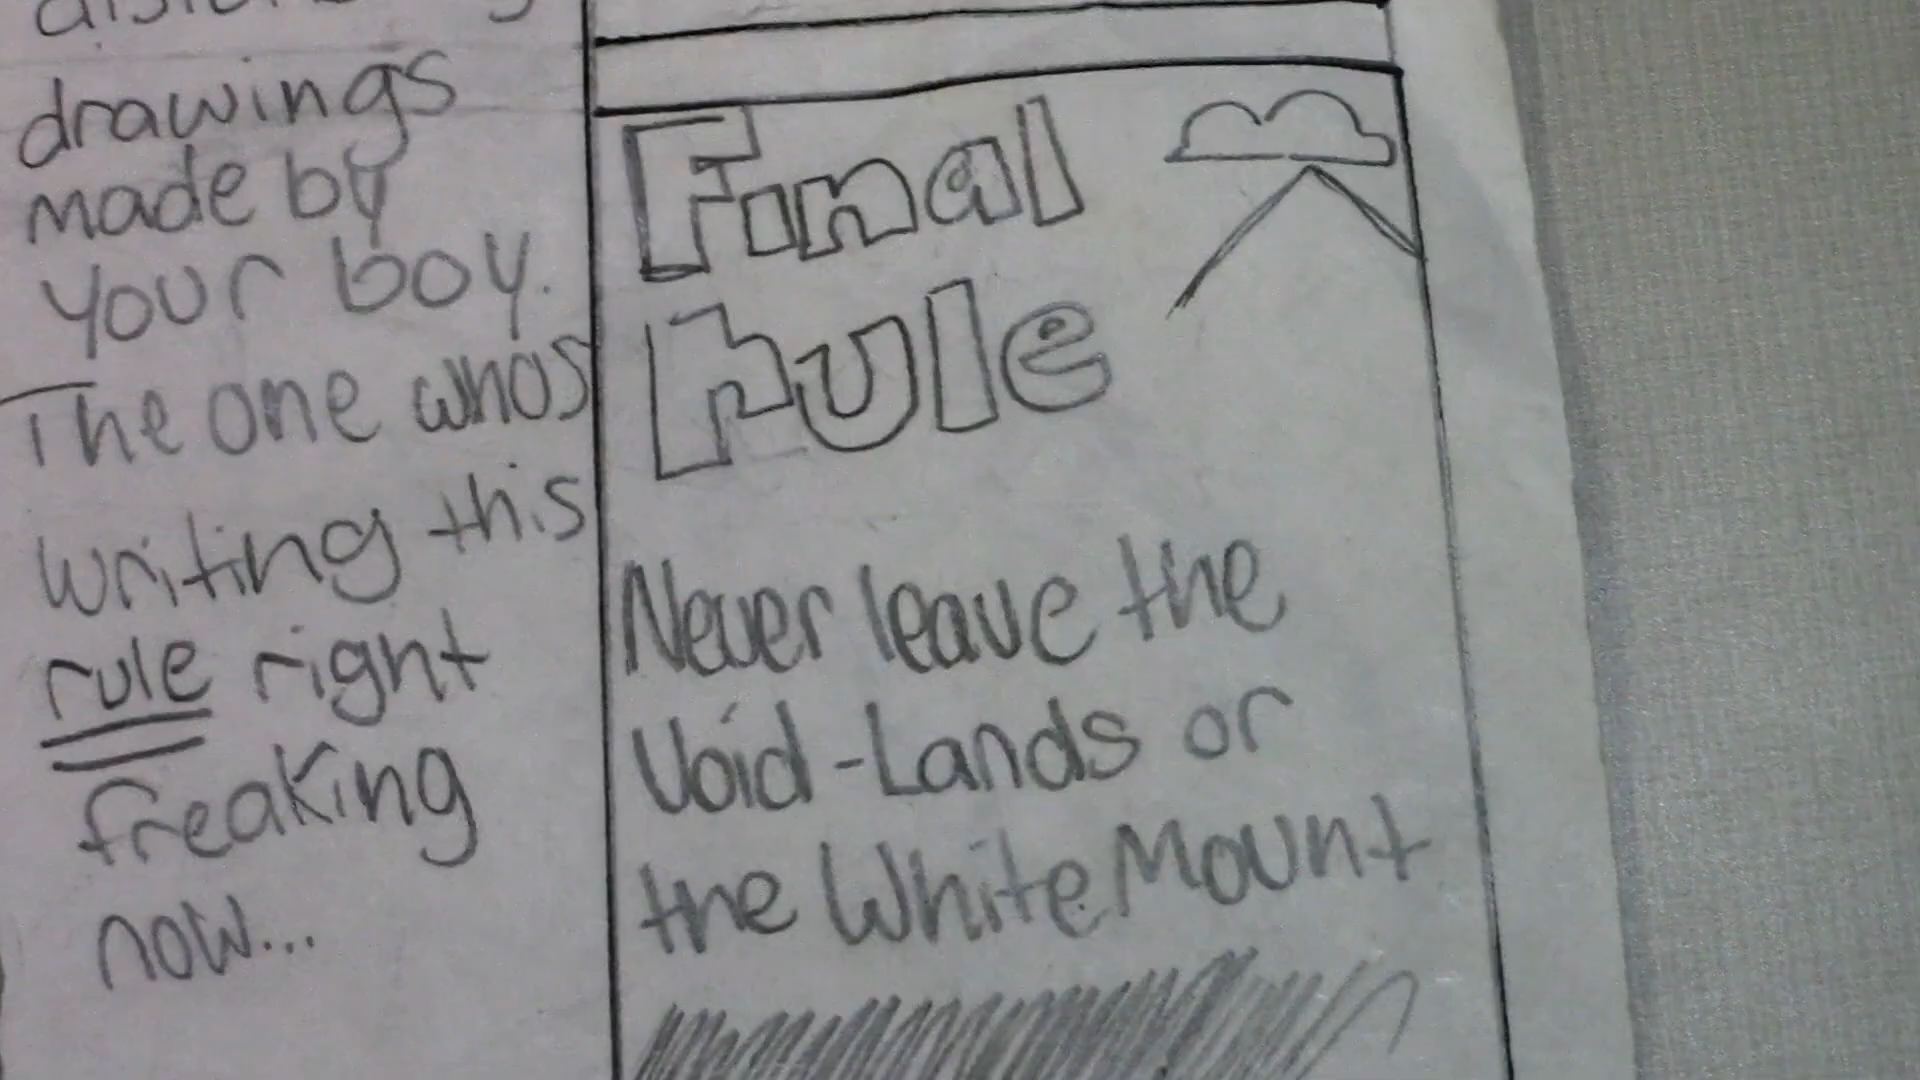 drawings
made by
your boy.
The one whos
writing this
rule right
freaking
now...
Final
rule
Never leave the
Void-Lands or
the White Mount